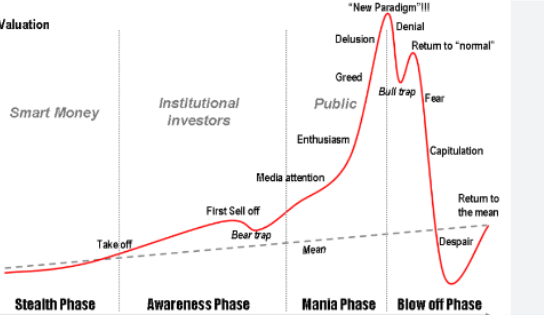 "New Paradigm"!!!
Valuation
Denial
Delusion
Return to "normal"
Greed
Bull trap
Fear
Smart Money
Institutional
investors
Public
Enthusiasm
Capitulation
Media attention
First Sell off
Return to
the mean
Bear trap
Take off
Mean
Despair
Stealth Phase
Awareness Phase
Mania Phase
Blow off Phase